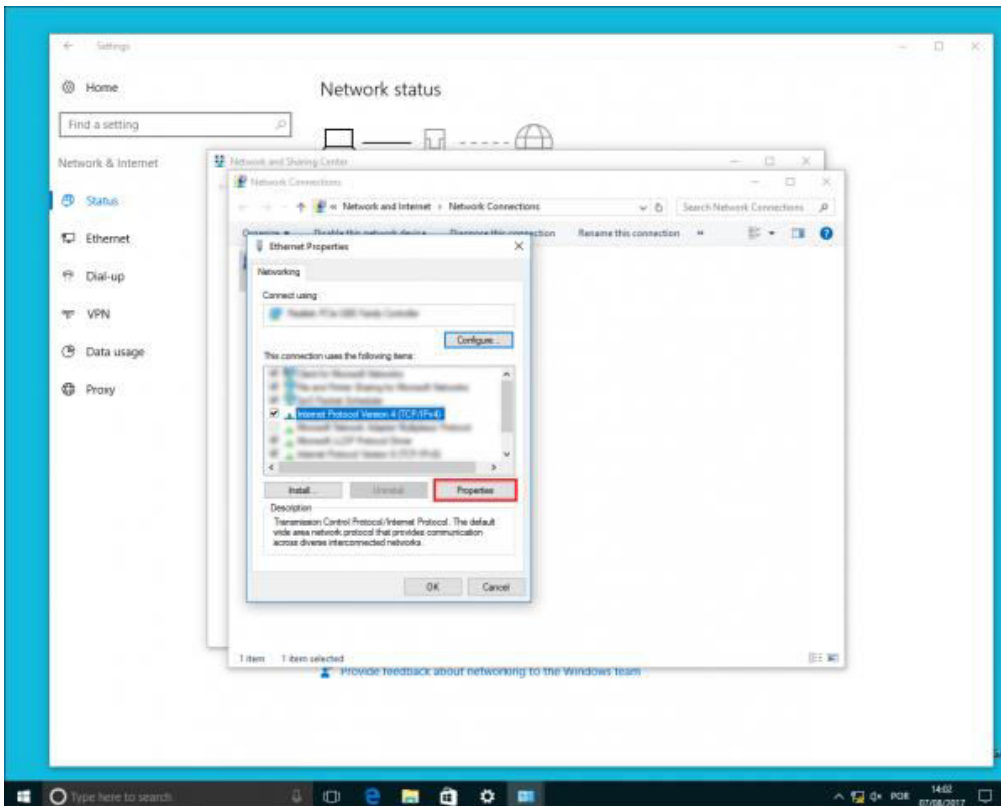 Settings
Home
Network status
Find a setting
Network & Internet
Status
Ethernet
Dial-up
VPN
Data usage
Proxy
Network and Sharing Center
Network Connections
« Network and Internet › Network Connections
Search Network Connections
Organize Disable this network device Diagnose this connection Rename this connection »
Ethernet Properties
Networking
Connect using:
Configure...
This connection uses the following items:
Internet Protocol Version 4 (TCP/IPv4)
Install... Uninstall Properties
Description
Transmission Control Protocol/Internet Protocol. The default
wide area network protocol that provides communication
across diverse interconnected networks.
OK Cancel
1 item 1 item selected
Provide feedback about networking to the Windows team
Type here to search
POR
14:02
07/08/2017